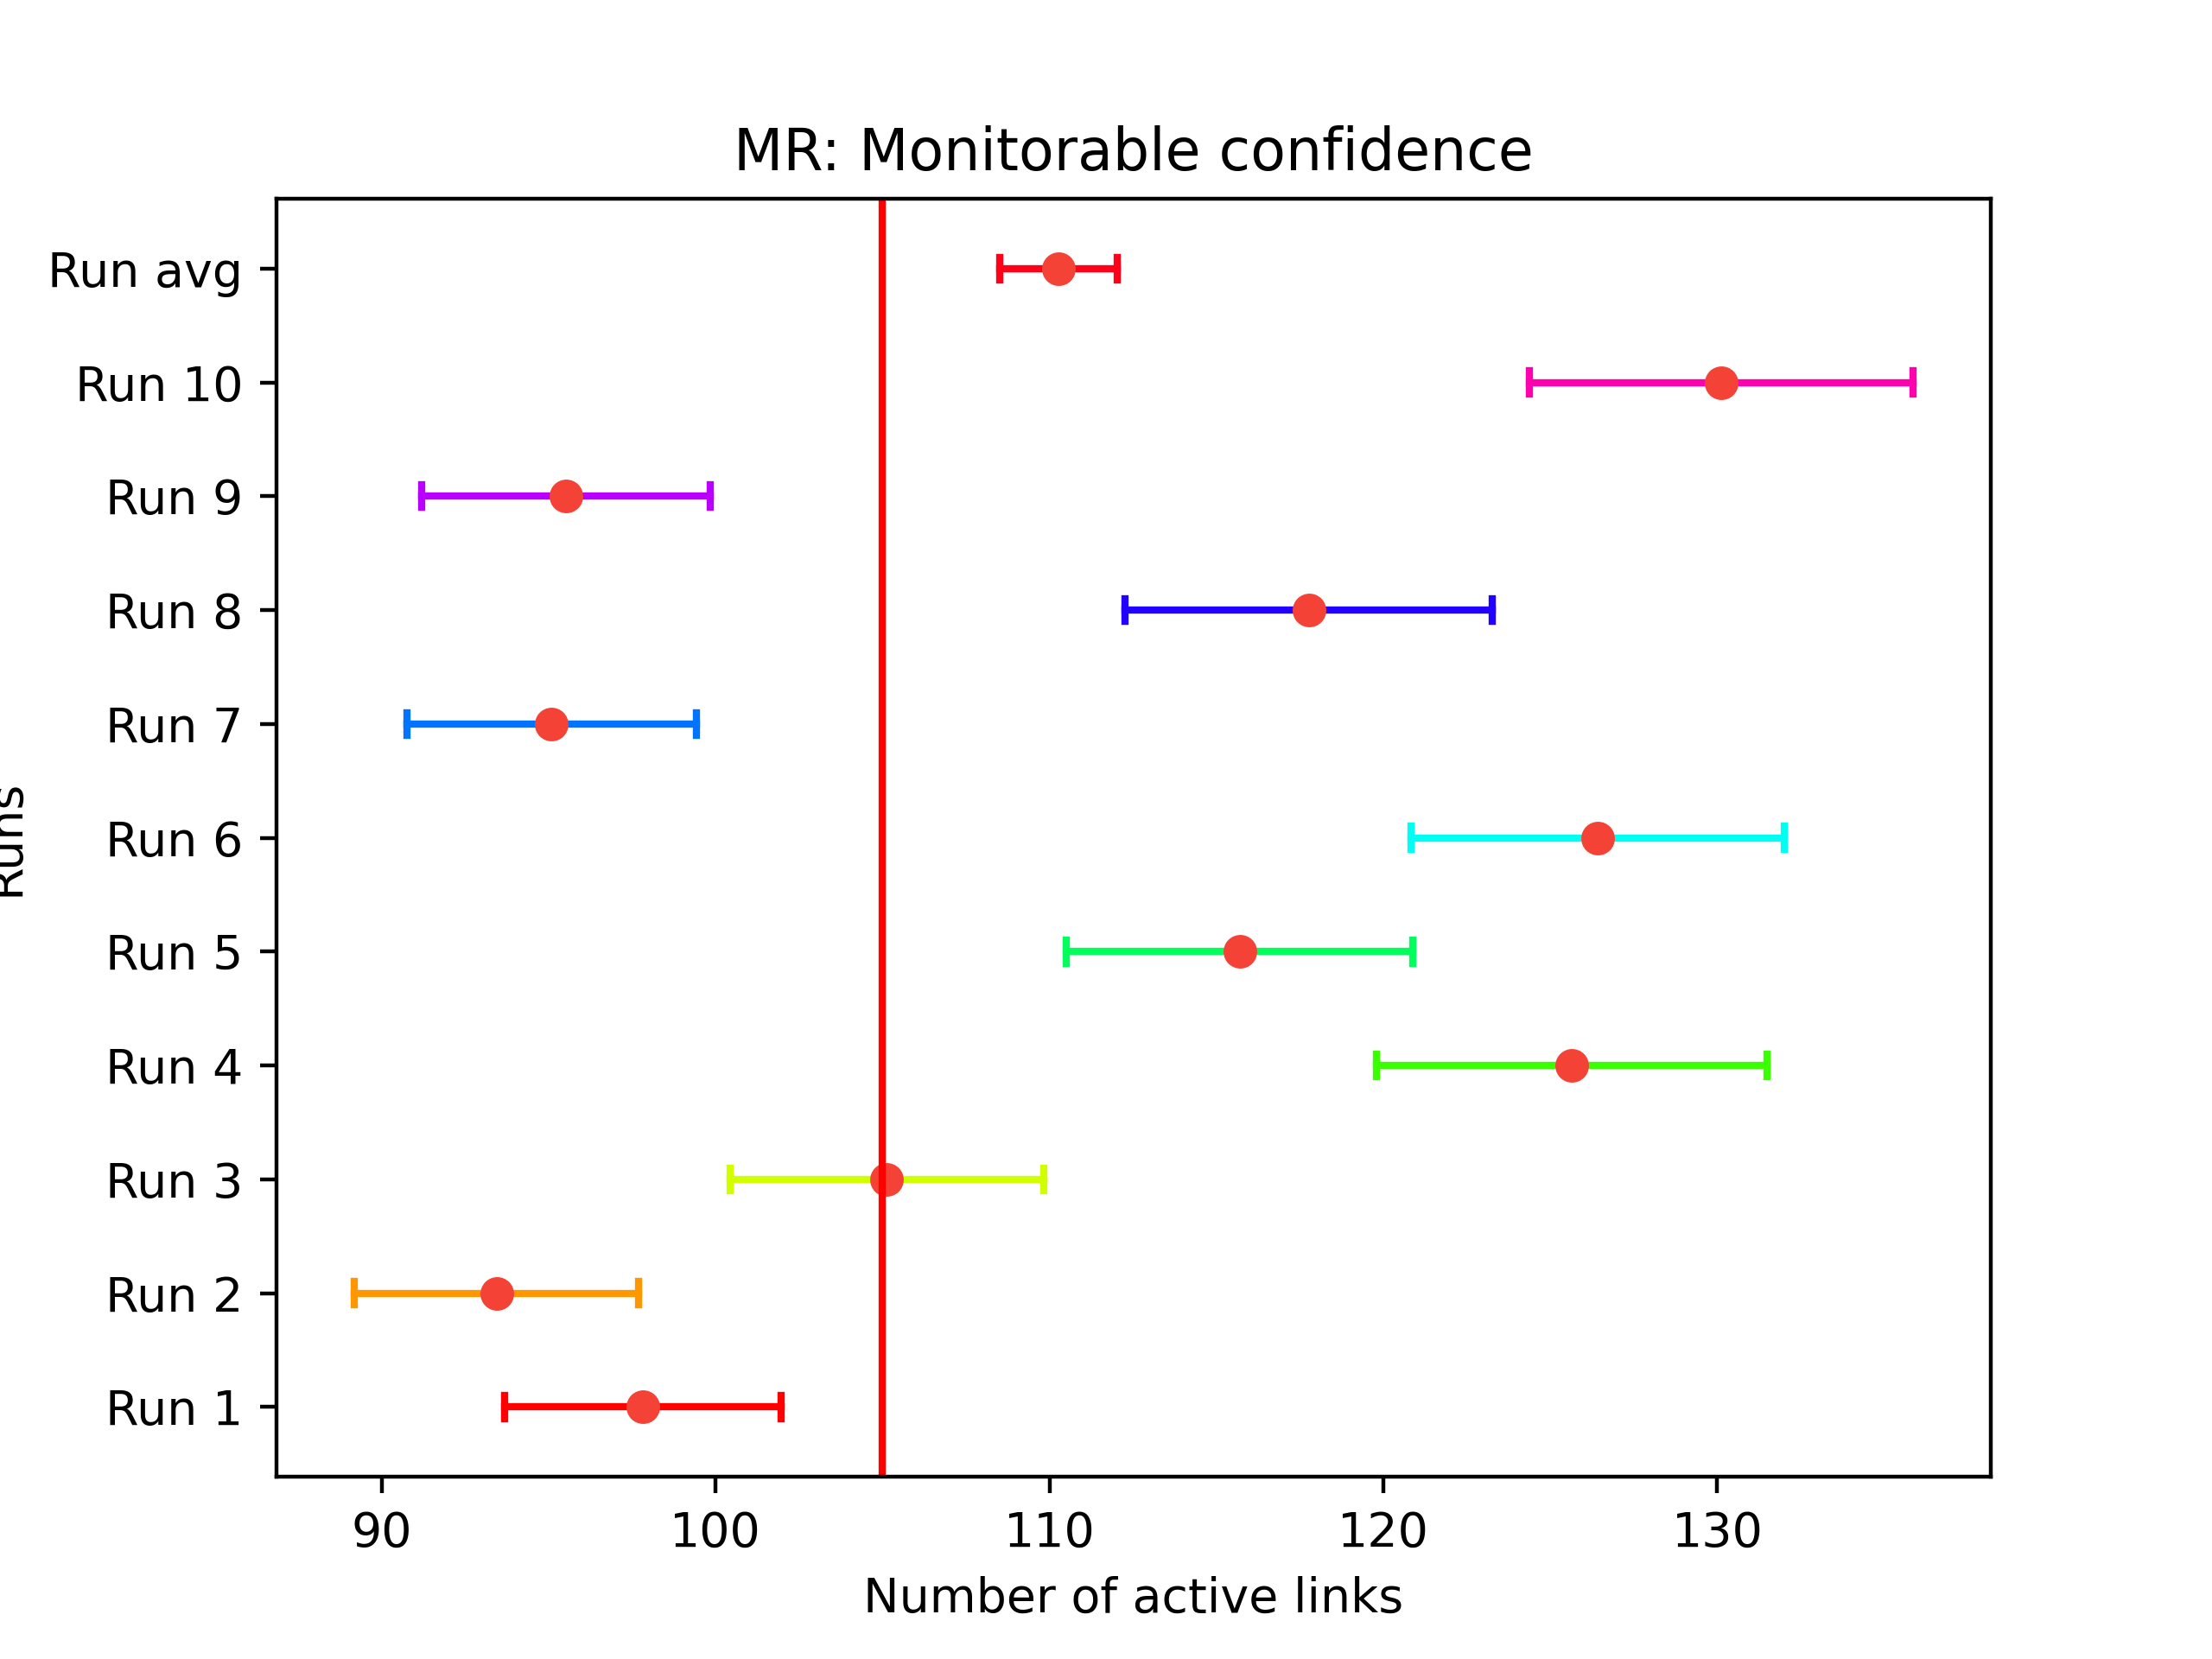 MR: Monitorable confidence
Run avg
Run 10
Run 9
Run 8
Run 7
Run 6
Run 5
Run 4
Run 3
Run 2
Run 1
Runs
90 100 110 120 130
Number of active links